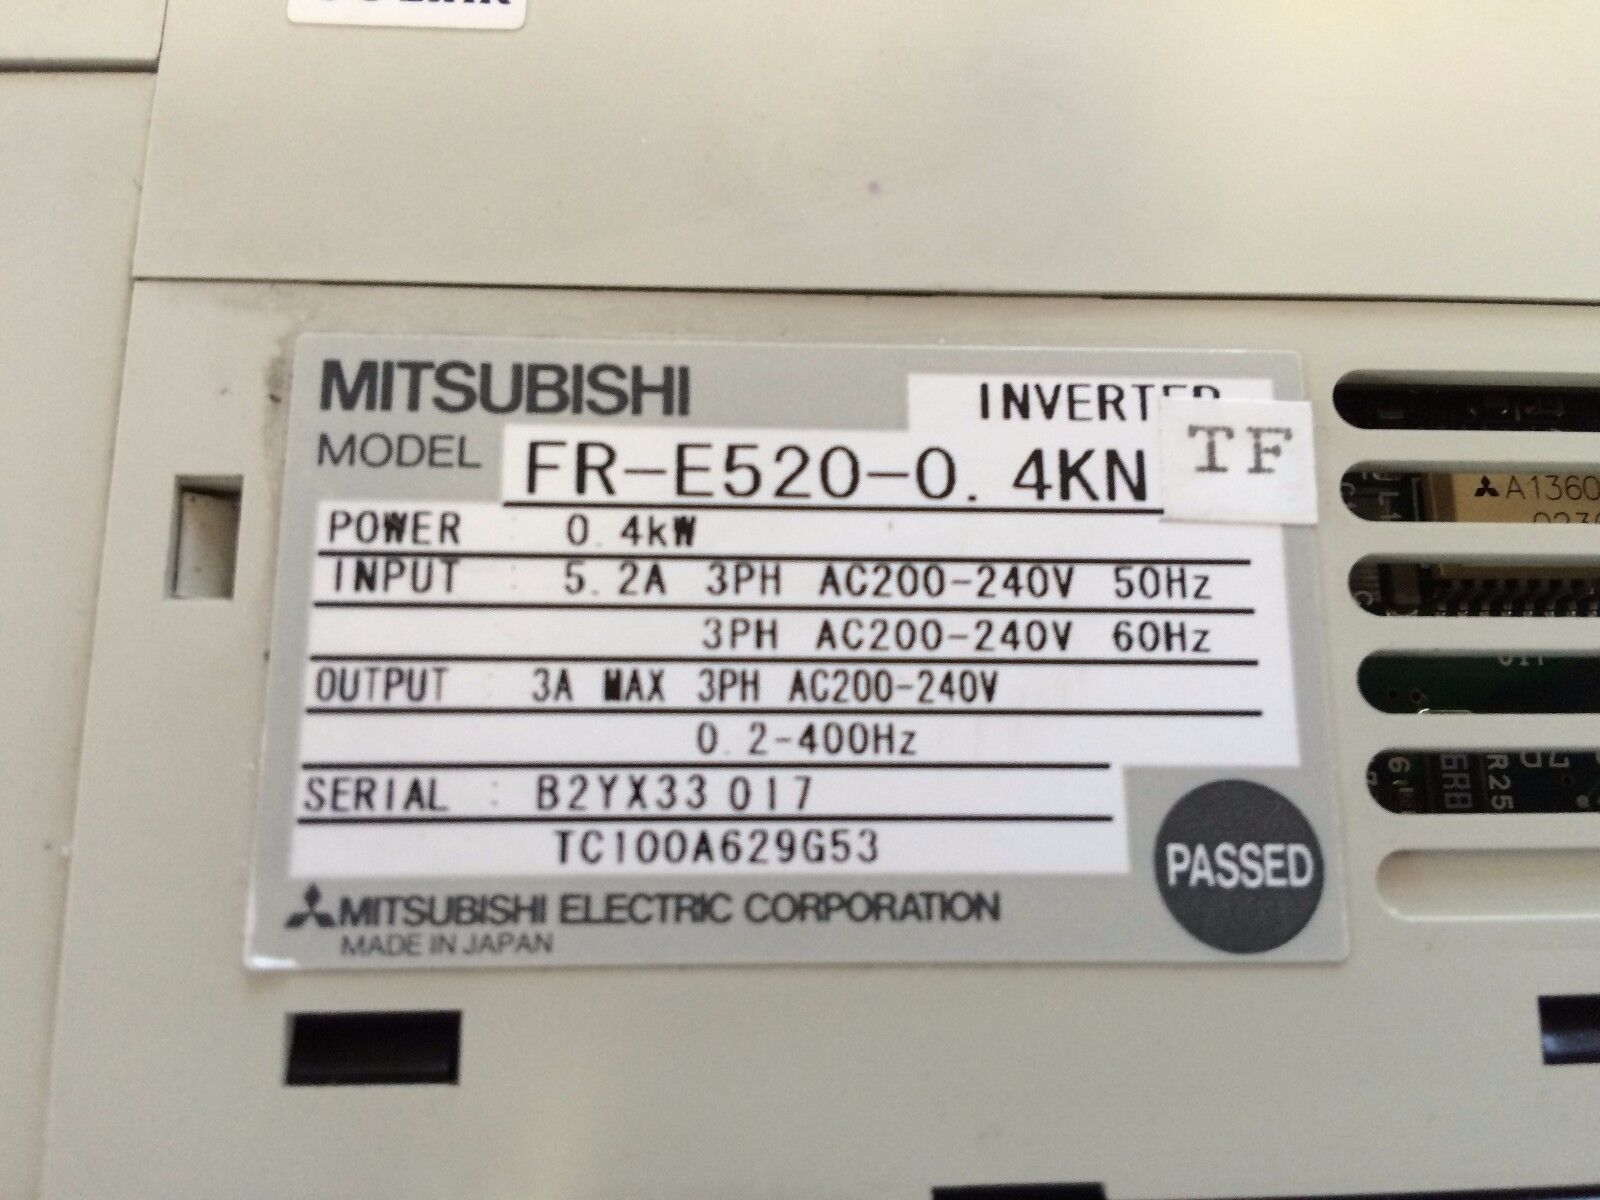 MITSUBISHI
INVERTER
MODEL FR-E520-0.4KN TF
POWER 0.4kW
INPUT : 5.2A 3PH AC200-240V 50Hz
3PH AC200-240V 60Hz
OUTPUT : 3A MAX 3PH AC200-240V
0.2-400Hz
SERIAL : B2YX33 017
TC100A629G53
PASSED
MITSUBISHI ELECTRIC CORPORATION
MADE IN JAPAN
A1360
R25